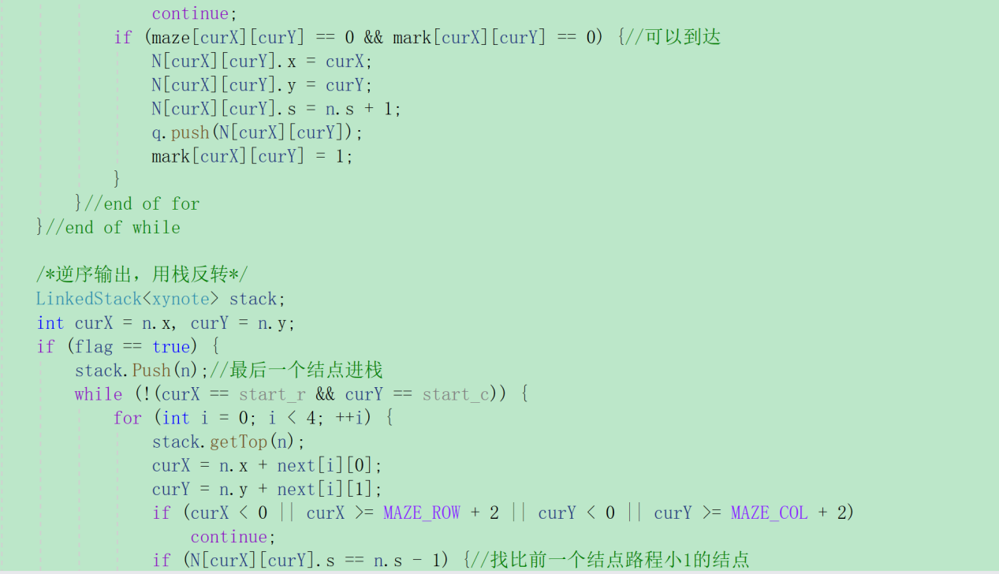 continue;
if (maze[curX][curY] == 0 && mark[curX][curY] == 0) {//可以到达
N[curX][curY].x = curX;
N[curX][curY].y = curY;
N[curX][curY].s = n.s + 1;
q.push(N[curX][curY]);
mark[curX][curY] = 1;
}
}//end of for
}//end of while
/*逆序输出，用栈反转*/
LinkedStack<xynote> stack;
int curX = n.x, curY = n.y;
if (flag == true) {
stack.Push(n);//最后一个结点进栈
while (!(curX == start_r && curY == start_c)) {
for (int i = 0; i < 4; ++i) {
stack.getTop(n);
curX = n.x + next[i][0];
curY = n.y + next[i][1];
if (curX < 0 || curX >= MAZE_ROW + 2 || curY < 0 || curY >= MAZE_COL + 2)
continue;
if (N[curX][curY].s == n.s - 1) {//找比前一个结点路程小1的结点